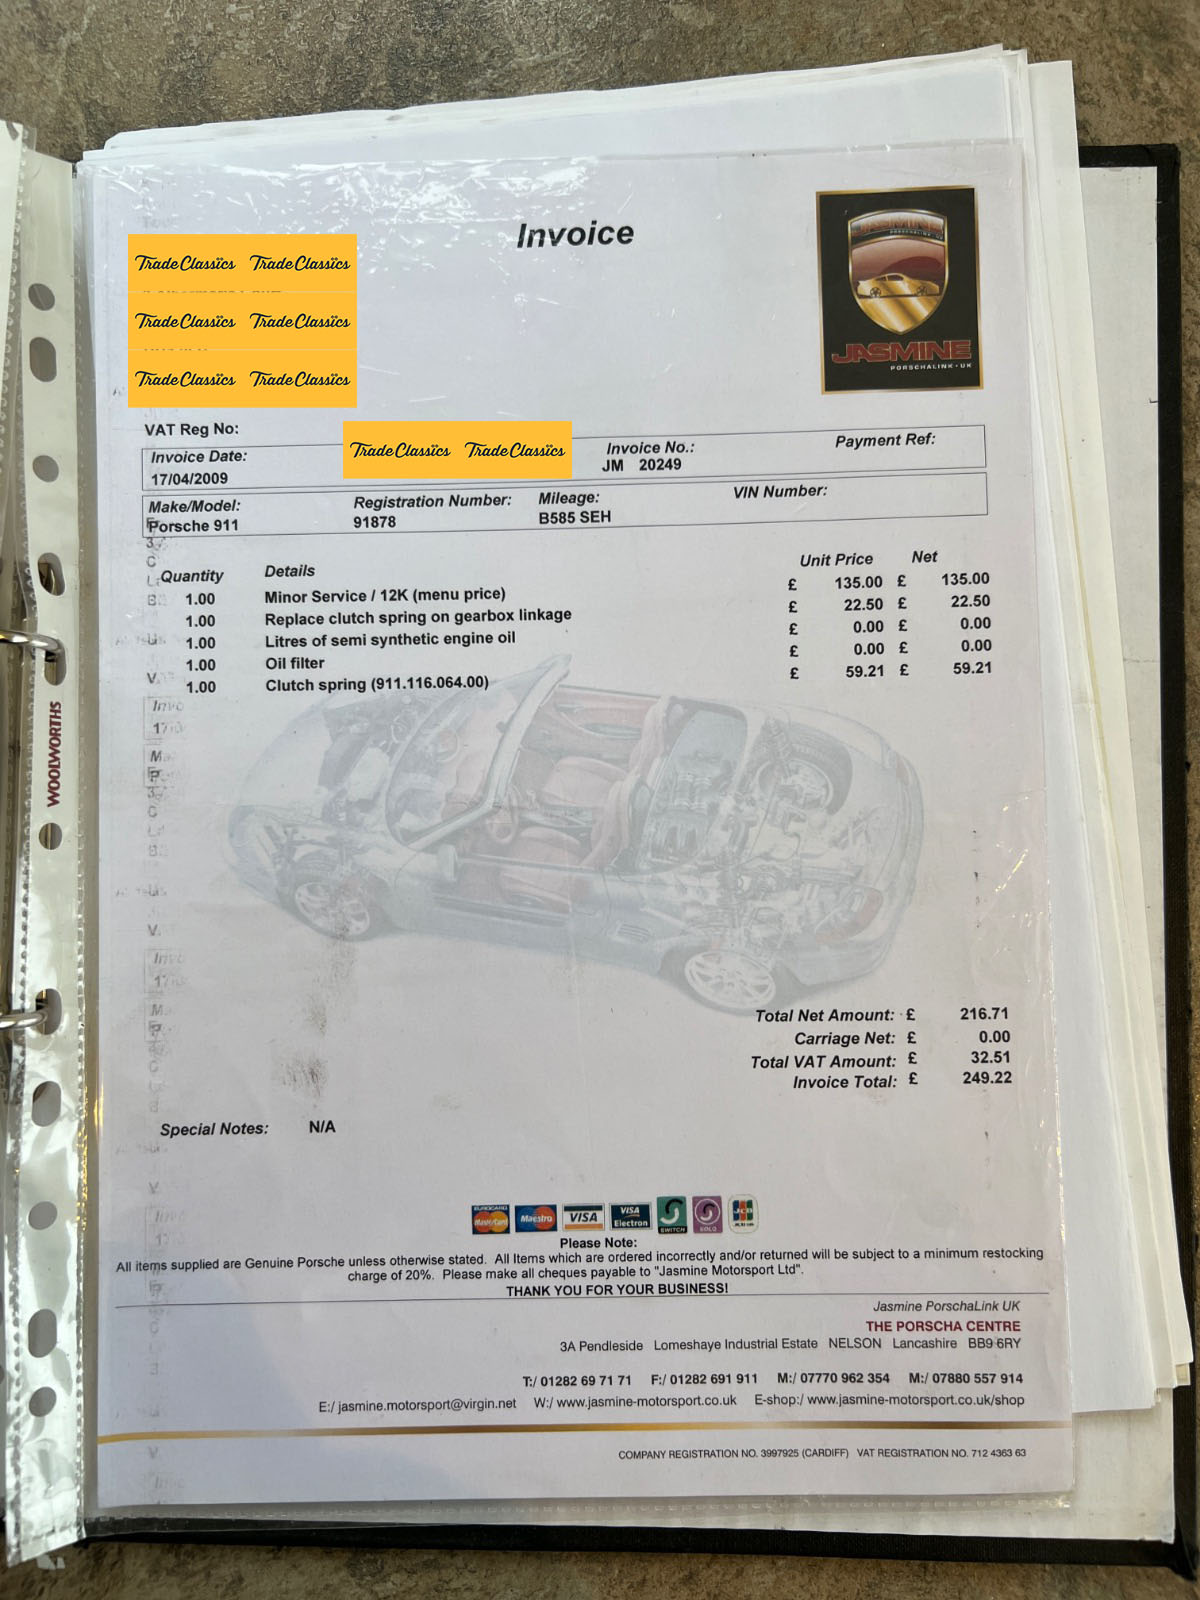 Invoice
JASMINE
PORSCHALINK·UK
JASMINE
PORSCHALINK·UK
TradeClassics TradeClassics
TradeClassics TradeClassics
TradeClassics TradeClassics
VAT Reg No:
TradeClassics TradeClassics
Invoice Date: Invoice No.: Payment Ref:
17/04/2009 JM 20249
Make/Model: Registration Number: Mileage: VIN Number:
Porsche 911 91878 B585 SEH
Quantity Details Unit Price Net
1.00 Minor Service / 12K (menu price) £ 135.00 £ 135.00
1.00 Replace clutch spring on gearbox linkage £ 22.50 £ 22.50
1.00 Litres of semi synthetic engine oil £ 0.00 £ 0.00
1.00 Oil filter £ 0.00 £ 0.00
1.00 Clutch spring (911.116.064.00) £ 59.21 £ 59.21
WOOLWORTHS
Total Net Amount: £ 216.71
Carriage Net: £ 0.00
Total VAT Amount: £ 32.51
Invoice Total: £ 249.22
Special Notes: N/A
EUROCARD MasterCard Maestro VISA VISA Electron SWITCH SOLO JCB
Please Note:
All items supplied are Genuine Porsche unless otherwise stated. All Items which are ordered incorrectly and/or returned will be subject to a minimum restocking
charge of 20%. Please make all cheques payable to "Jasmine Motorsport Ltd".
THANK YOU FOR YOUR BUSINESS!
Jasmine PorschaLink UK
THE PORSCHA CENTRE
3A Pendleside Lomeshaye Industrial Estate NELSON Lancashire BB9 6RY
T:/ 01282 69 71 71 F:/ 01282 691 911 M:/ 07770 962 354 M:/ 07880 557 914
E:/ jasmine.motorsport@virgin.net W:/ www.jasmine-motorsport.co.uk E-shop:/ www.jasmine-motorsport.co.uk/shop
COMPANY REGISTRATION NO. 3997925 (CARDIFF) VAT REGISTRATION NO. 712 4363 63